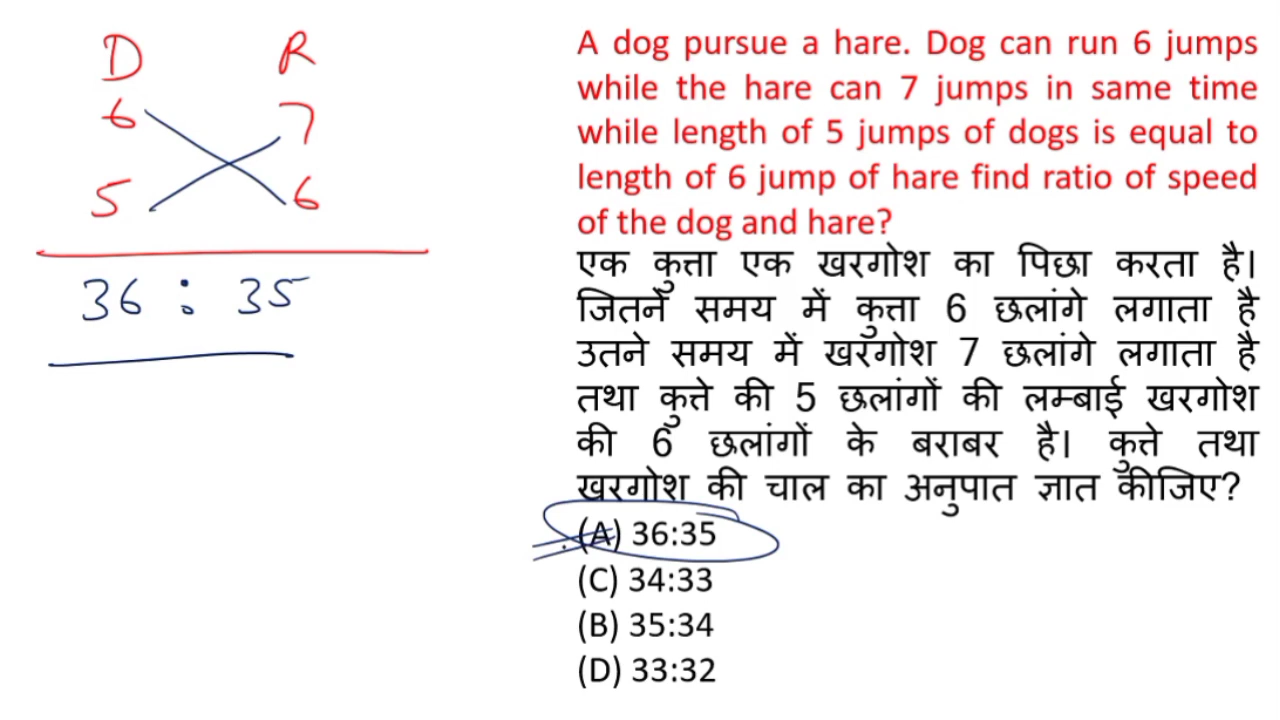 D R
6 7
5 6
36 : 35
A dog pursue a hare. Dog can run 6 jumps
while the hare can 7 jumps in same time
while length of 5 jumps of dogs is equal to
length of 6 jump of hare find ratio of speed
of the dog and hare?
एक कुत्ता एक खरगोश का पिछा करता है।
जितने समय में कुत्ता 6 छलांगे लगाता है
उतने समय में खरगोश 7 छलांगे लगाता है
तथा कुत्ते की 5 छलांगों की लम्बाई खरगोश
की 6 छलांगों के बराबर है। कुत्ते तथा
खरगोश की चाल का अनुपात ज्ञात कीजिए?
(A) 36:35
(C) 34:33
(B) 35:34
(D) 33:32